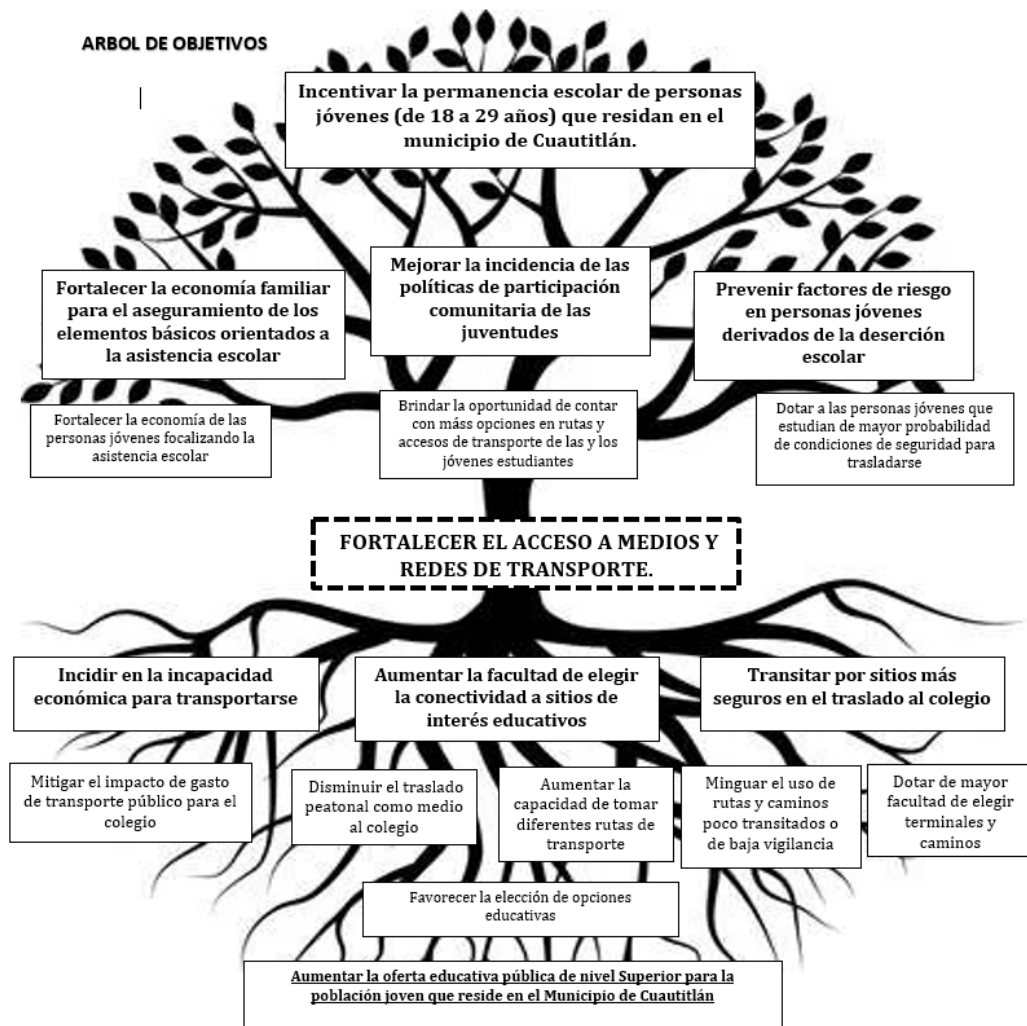 ARBOL DE OBJETIVOS
Incentivar la permanencia escolar de personas
jóvenes (de 18 a 29 años) que residan en el
municipio de Cuautitlán.
Fortalecer la economía familiar
para el aseguramiento de los
elementos básicos orientados a
la asistencia escolar
Mejorar la incidencia de las
políticas de participación
comunitaria de las
juventudes
Prevenir factores de riesgo
en personas jóvenes
derivados de la deserción
escolar
Fortalecer la economía de las
personas jóvenes focalizando la
asistencia escolar
Brindar la oportunidad de contar
con máss opciones en rutas y
accesos de transporte de las y los
jóvenes estudiantes
Dotar a las personas jóvenes que
estudian de mayor probabilidad
de condiciones de seguridad para
trasladarse
FORTALECER EL ACCESO A MEDIOS Y
REDES DE TRANSPORTE.
Incidir en la incapacidad
económica para transportarse
Aumentar la facultad de elegir
la conectividad a sitios de
interés educativos
Transitar por sitios más
seguros en el traslado al colegio
Mitigar el impacto de gasto
de transporte público para el
colegio
Disminuir el traslado
peatonal como medio
al colegio
Aumentar la
capacidad de tomar
diferentes rutas de
transporte
Minguar el uso de
rutas y caminos
poco transitados o
de baja vigilancia
Dotar de mayor
facultad de elegir
terminales y
caminos
Favorecer la elección de opciones
educativas
Aumentar la oferta educativa pública de nivel Superior para la
población joven que reside en el Municipio de Cuautitlán